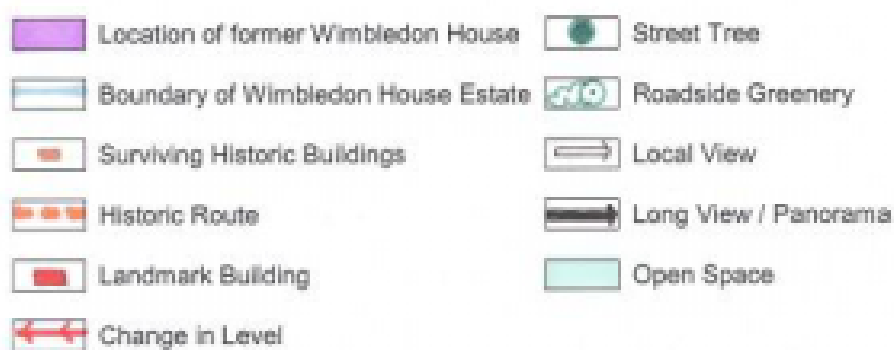 Location of former Wimbledon House
Boundary of Wimbledon House Estate
Surviving Historic Buildings
Historic Route
Landmark Building
Change in Level
Street Tree
Roadside Greenery
Local View
Long View / Panorama
Open Space